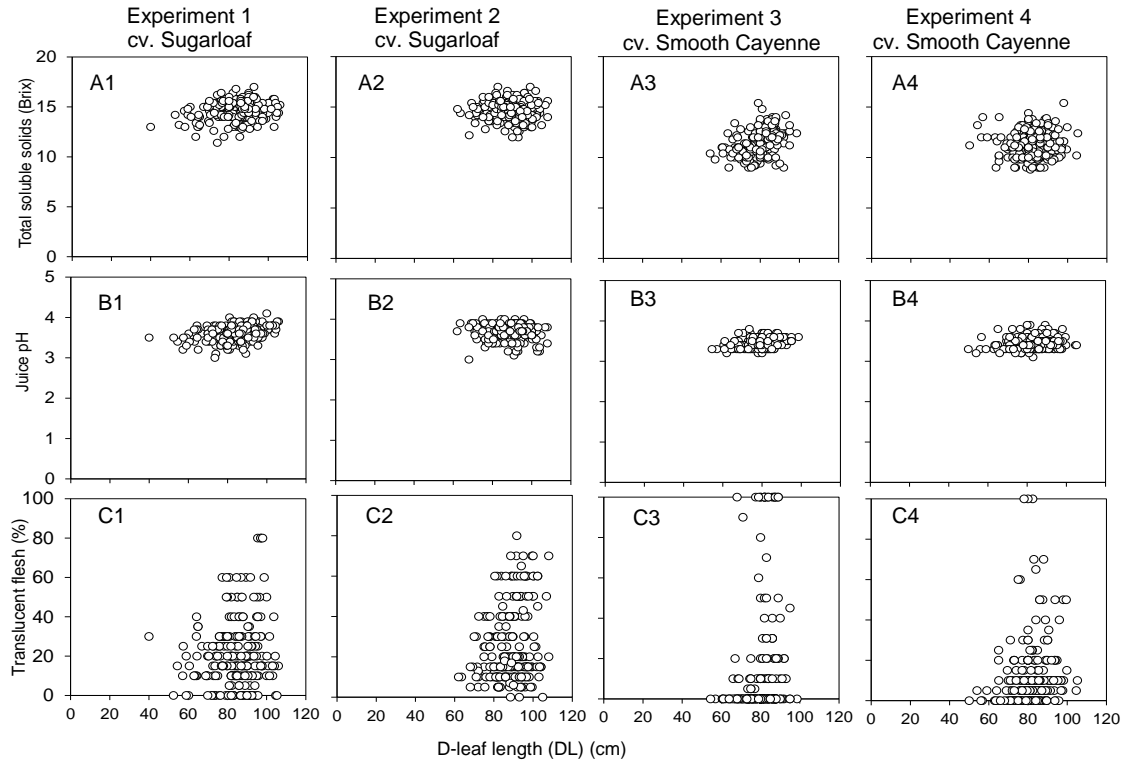 Experiment 1
cv. Sugarloaf
Experiment 2
cv. Sugarloaf
Experiment 3
cv. Smooth Cayenne
Experiment 4
cv. Smooth Cayenne
Total soluble solids (Brix)
20
15
10
5
0
A1
A2
A3
A4
Juice pH
5
4
3
2
1
0
B1
B2
B3
B4
Translucent flesh (%)
100
80
60
40
20
0
C1
C2
C3
C4
0 20 40 60 80 100 120
0 20 40 60 80 100 120
0 20 40 60 80 100 120
0 20 40 60 80 100 120
D-leaf length (DL) (cm)